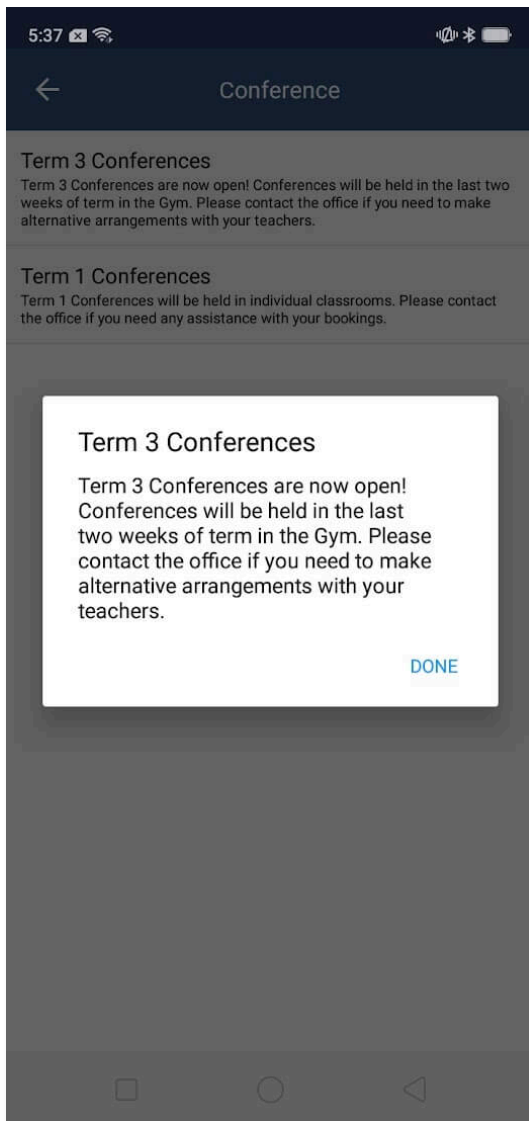 5:37
Conference
Term 3 Conferences
Term 3 Conferences are now open! Conferences will be held in the last two
weeks of term in the Gym. Please contact the office if you need to make
alternative arrangements with your teachers.
Term 1 Conferences
Term 1 Conferences will be held in individual classrooms. Please contact
the office if you need any assistance with your bookings.
Term 3 Conferences
Term 3 Conferences are now open!
Conferences will be held in the last
two weeks of term in the Gym. Please
contact the office if you need to make
alternative arrangements with your
teachers.
DONE